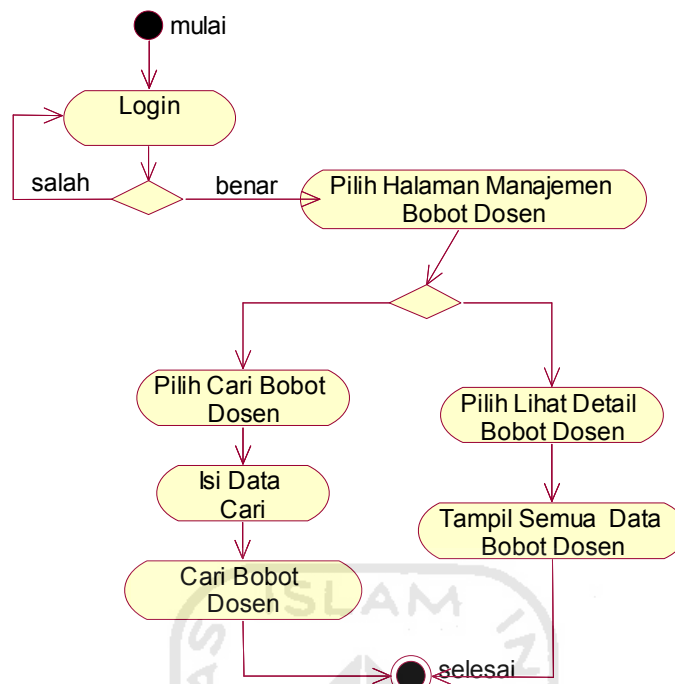 mulai
Login
salah
benar
Pilih Halaman Manajemen
Bobot Dosen
Pilih Cari Bobot
Dosen
Pilih Lihat Detail
Bobot Dosen
Isi Data
Cari
Tampil Semua Data
Bobot Dosen
Cari Bobot
Dosen
ISLAM
selesai